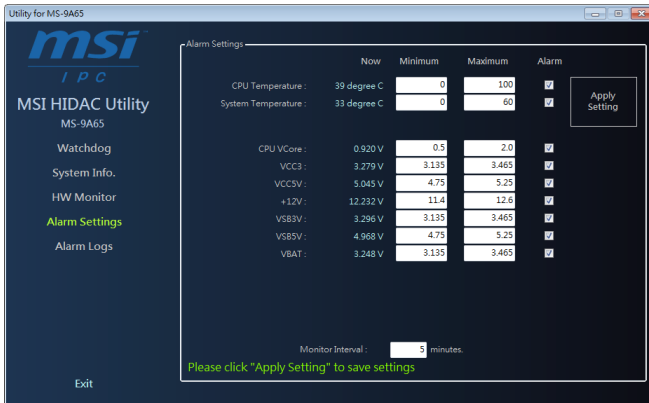 Utility for MS-9A65
msi
IPC
MSI HIDAC Utility
MS-9A65
Watchdog
System Info.
HW Monitor
Alarm Settings
Alarm Logs
Exit
Alarm Settings
Now Minimum Maximum Alarm
CPU Temperature : 39 degree C 0 100
System Temperature : 33 degree C 0 60
Apply Setting
CPU VCore : 0.920 V 0.5 2.0
VCC3 : 3.279 V 3.135 3.465
VCC5V : 5.045 V 4.75 5.25
+12V : 12.232 V 11.4 12.6
VSB3V : 3.296 V 3.135 3.465
VSB5V : 4.968 V 4.75 5.25
VBAT : 3.248 V 3.135 3.465
Monitor Interval : 5 minutes.
Please click "Apply Setting" to save settings